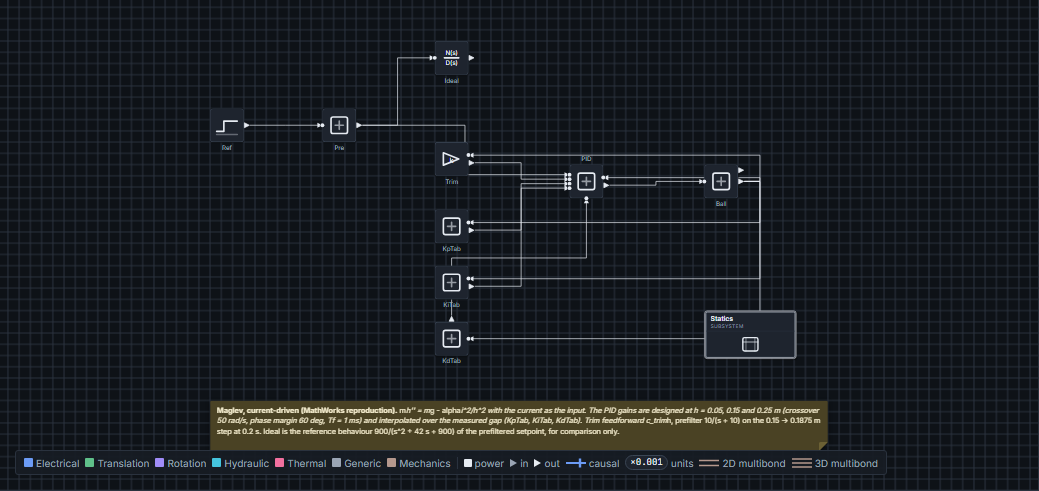 N(s)
D(s)
Ideal
Ref
Pre
Trim
PID
Ball
KpTab
KiTab
KdTab
Statics
SUBSYSTEM
Maglev, current-driven (MathWorks reproduction). m.h'' = mg - alpha·i^2/h^2 with the current as the input. The PID gains are designed at h = 0.05, 0.15 and 0.25 m (crossover
50 rad/s, phase margin 60 deg, Tf = 1 ms) and interpolated over the measured gap (KpTab, KiTab, KdTab). Trim feedforward c_trim·h, prefilter 10/(s + 10) on the 0.15 → 0.1875 m
step at 0.2 s. Ideal is the reference behaviour 900/(s^2 + 42 s + 900) of the prefiltered setpoint, for comparison only.
Electrical Translation Rotation Hydraulic Thermal Generic Mechanics power in out causal ×0.001 units 2D multibond 3D multibond